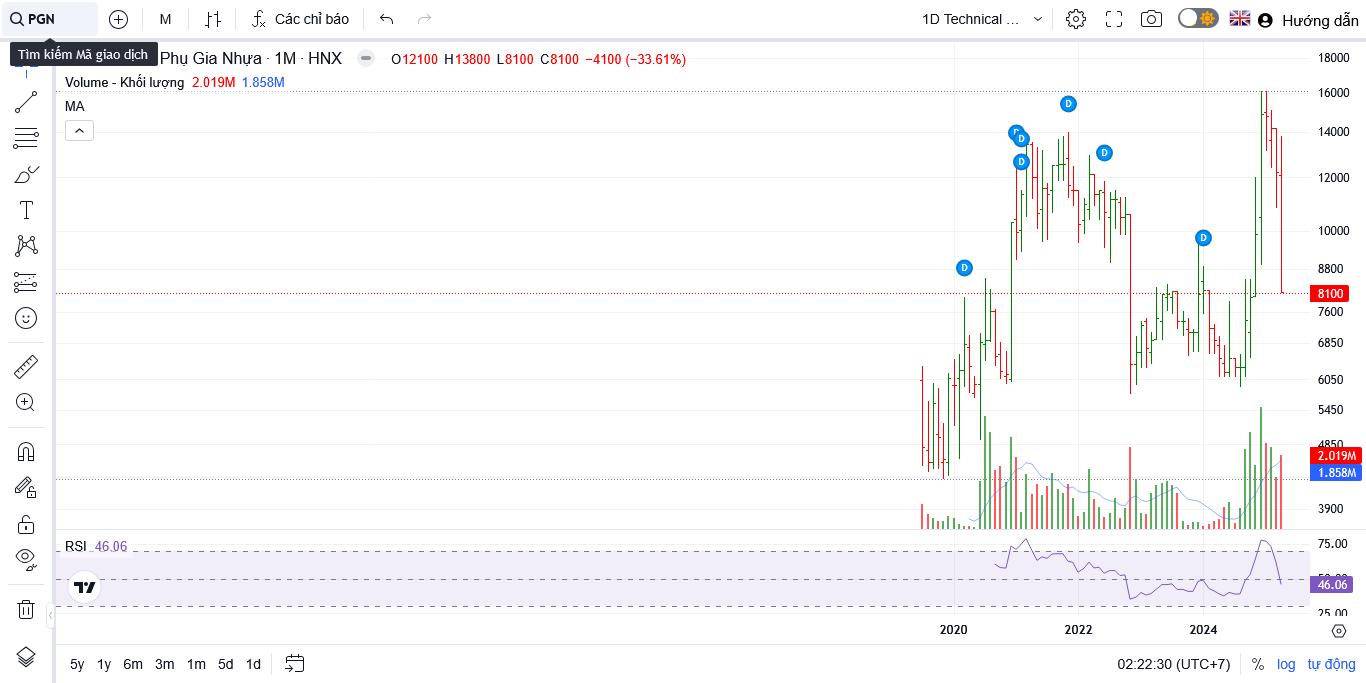 PGN
M
Các chỉ báo
1D Technical ...
Hướng dẫn
Tìm kiếm Mã giao dịch
Phụ Gia Nhựa · 1M · HNX
O12100 H13800 L8100 C8100 −4100 (−33.61%)
Volume - Khối lượng 2.019M 1.858M
MA
18000
16000
14000
12000
10000
8800
8100
7600
6850
6050
5450
4850
2.019M
1.858M
3900
D
D
D
D
D
D
D
RSI 46.06
75.00
50.00
46.06
25.00
2020
2022
2024
5y 1y 6m 3m 1m 5d 1d
02:22:30 (UTC+7)
% log tự động